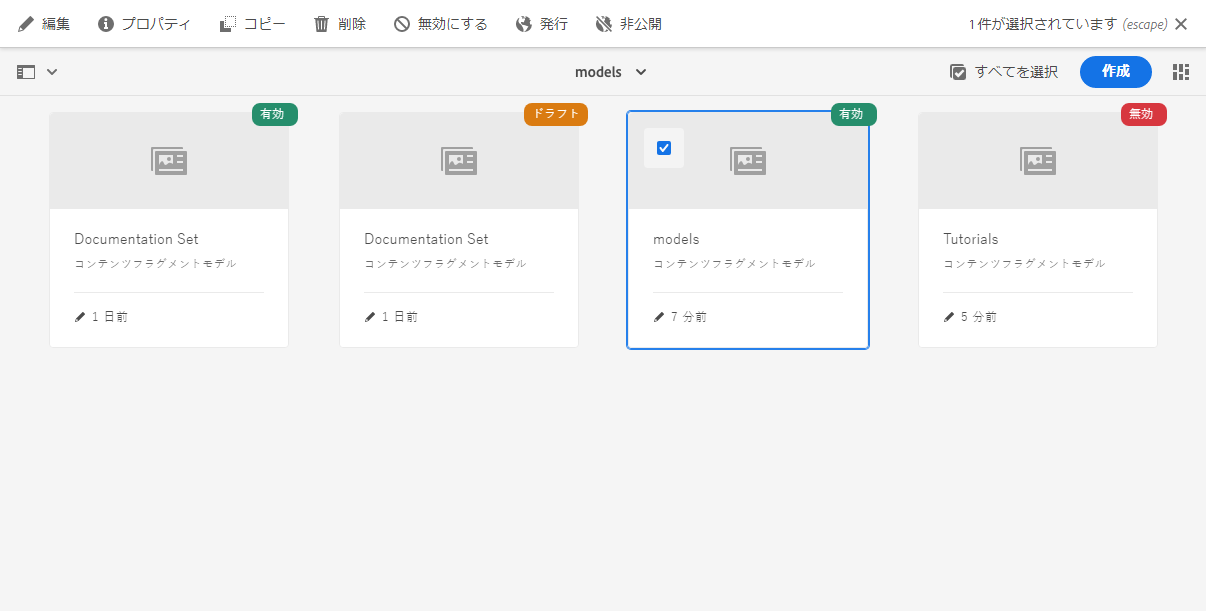 編集 プロパティ コピー 削除 無効にする 発行 非公開 1 件が選択されています (escape)
models すべてを選択 作成
有効 ドラフト 有効 無効
Documentation Set Documentation Set models Tutorials
コンテンツフラグメントモデル コンテンツフラグメントモデル コンテンツフラグメントモデル コンテンツフラグメントモデル
1 日前 1 日前 7 分前 5 分前